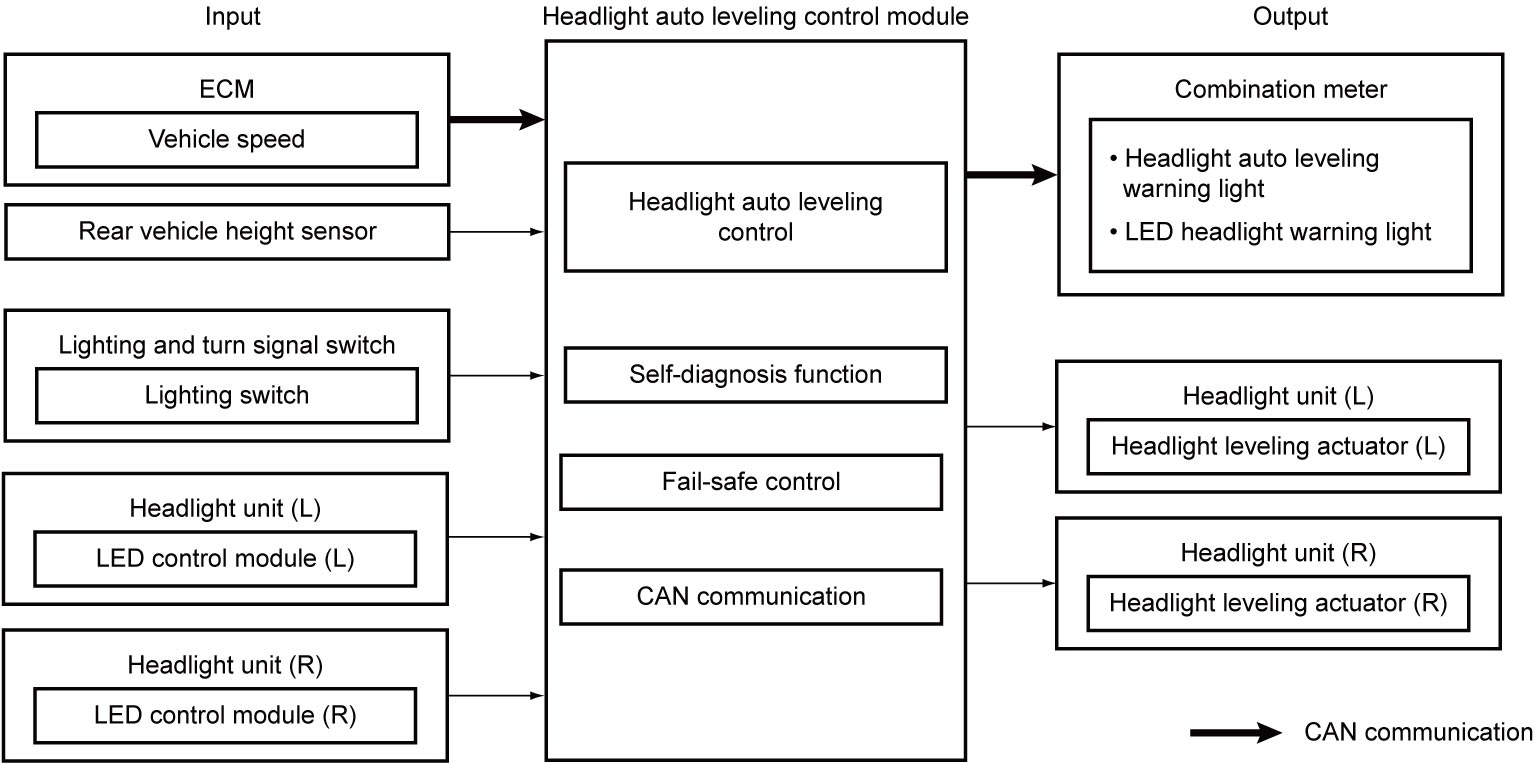 Input
Headlight auto leveling control module
Output
ECM
Vehicle speed
Rear vehicle height sensor
Lighting and turn signal switch
Lighting switch
Headlight unit (L)
LED control module (L)
Headlight unit (R)
LED control module (R)
Headlight auto leveling
control
Self-diagnosis function
Fail-safe control
CAN communication
Combination meter
• Headlight auto leveling
warning light
• LED headlight warning light
Headlight unit (L)
Headlight leveling actuator (L)
Headlight unit (R)
Headlight leveling actuator (R)
CAN communication